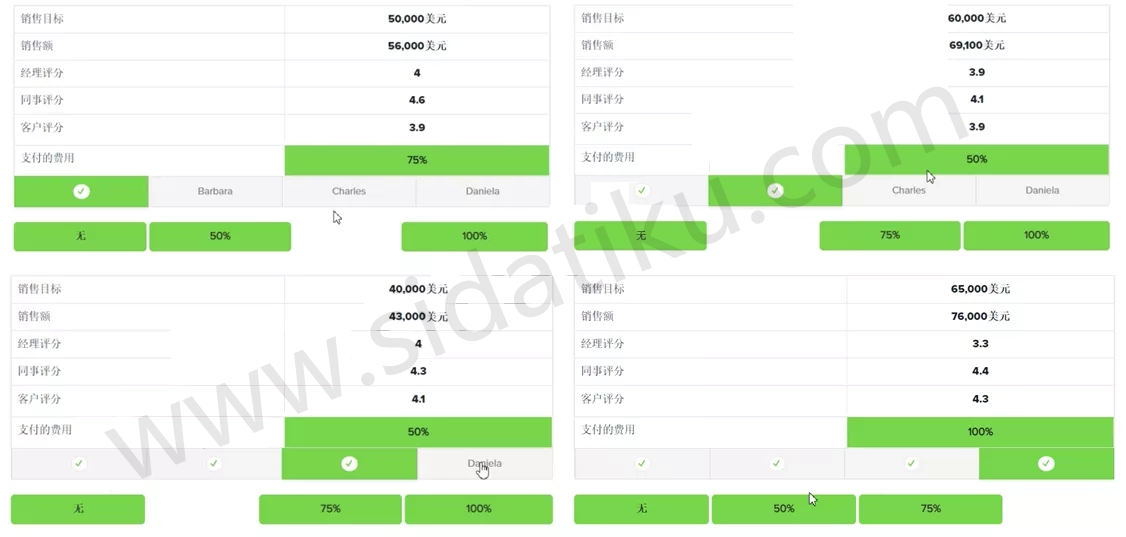 销售目标 50,000美元
销售额 56,000美元
经理评分 4
同事评分 4.6
客户评分 3.9
支付的费用 75%
Barbara Charles Daniela
无 50% 100%
销售目标 60,000美元
销售额 69,100美元
经理评分 3.9
同事评分 4.1
客户评分 3.9
支付的费用 50%
Charles Daniela
无 75% 100%
销售目标 40,000美元
销售额 43,000美元
经理评分 4
同事评分 4.3
客户评分 4.1
支付的费用 50%
Daniela
无 75% 100%
销售目标 65,000美元
销售额 76,000美元
经理评分 3.3
同事评分 4.4
客户评分 4.3
支付的费用 100%
无 50% 75%
www.sidatiku.com